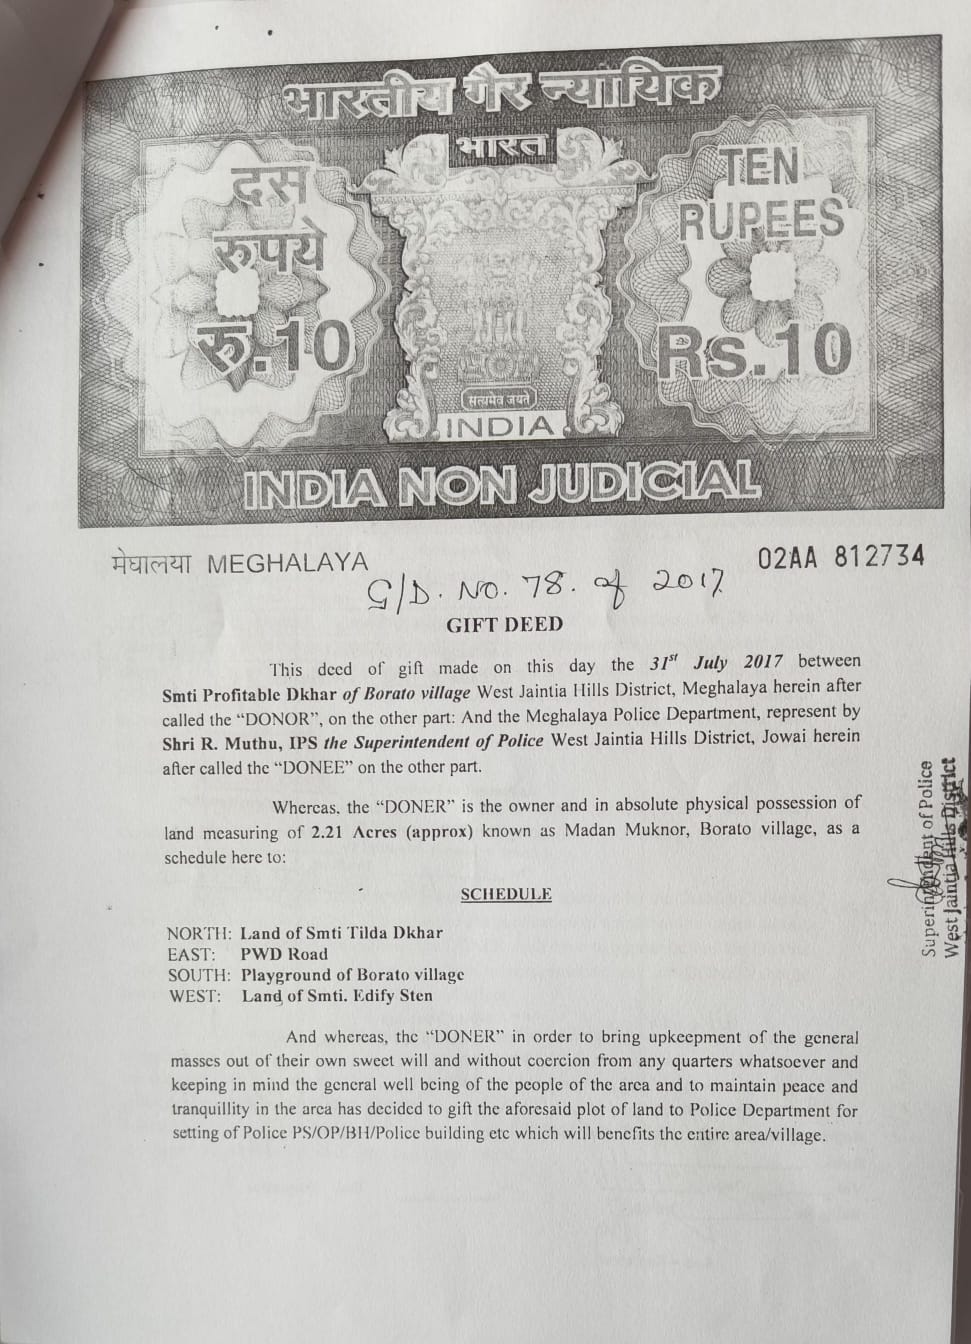 भारतीय गैर न्यायिक
भारत
दस
रुपये
रु.10
TEN
RUPEES
Rs.10
सत्यमेव जयते
INDIA
INDIA NON JUDICIAL
मेघालया MEGHALAYA
02AA 812734
G/D. No. 78. of 2017
GIFT DEED
This deed of gift made on this day the 31st July 2017 between
Smti Profitable Dkhar of Borato village West Jaintia Hills District, Meghalaya herein after
called the “DONOR”, on the other part: And the Meghalaya Police Department, represent by
Shri R. Muthu, IPS the Superintendent of Police West Jaintia Hills District, Jowai herein
after called the “DONEE” on the other part.
Whereas, the “DONER” is the owner and in absolute physical possession of
land measuring of 2.21 Acres (approx) known as Madan Muknor, Borato village, as a
schedule here to:
SCHEDULE
NORTH: Land of Smti Tilda Dkhar
EAST: PWD Road
SOUTH: Playground of Borato village
WEST: Land of Smti. Edify Sten
And whereas, the “DONER” in order to bring upkeepment of the general
masses out of their own sweet will and without coercion from any quarters whatsoever and
keeping in mind the general well being of the people of the area and to maintain peace and
tranquillity in the area has decided to gift the aforesaid plot of land to Police Department for
setting of Police PS/OP/BH/Police building etc which will benefits the entire area/village.
Superintendent of Police
West Jaintia Hills District